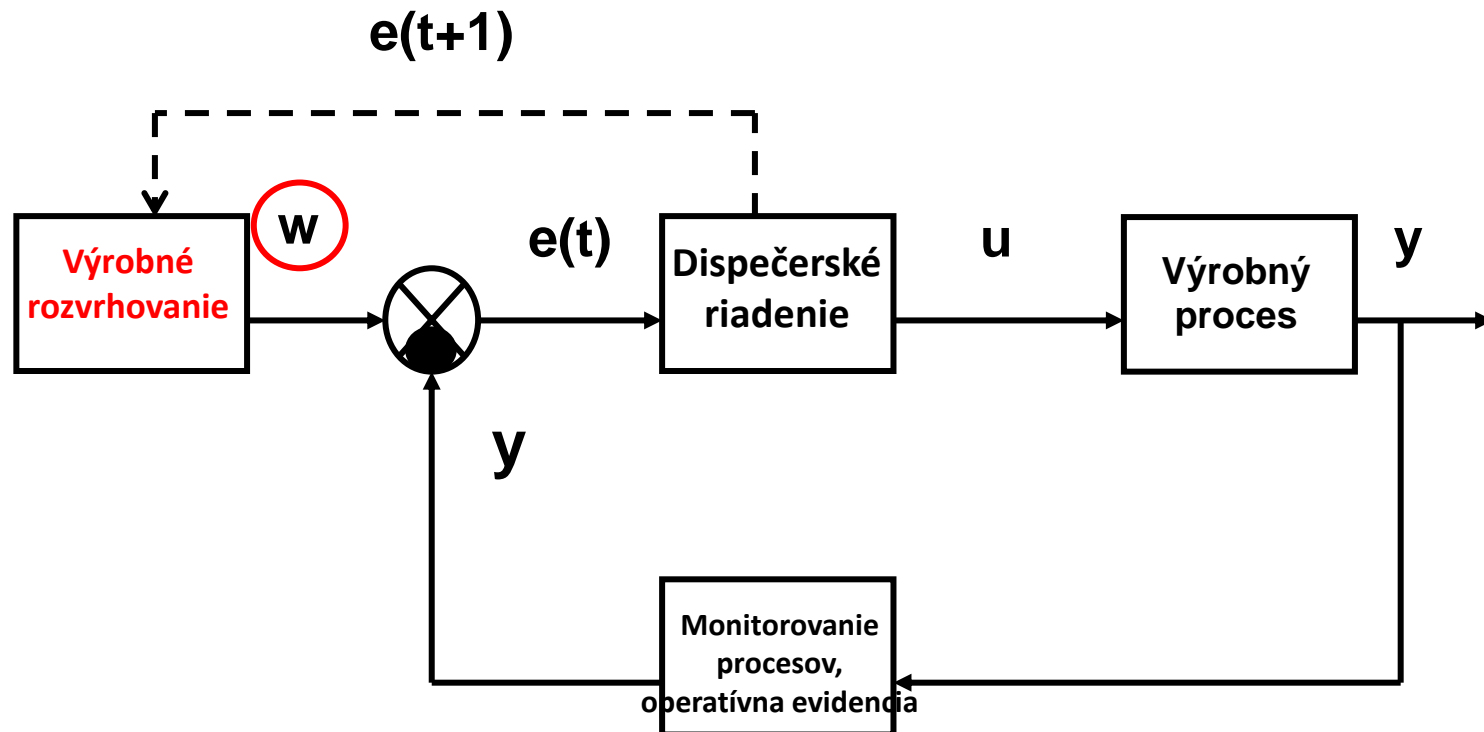 e(t+1)
w
Výrobné
rozvrhovanie
e(t)
Dispečerské
riadenie
u
Výrobný
proces
y
y
Monitorovanie
procesov,
operatívna evidencia